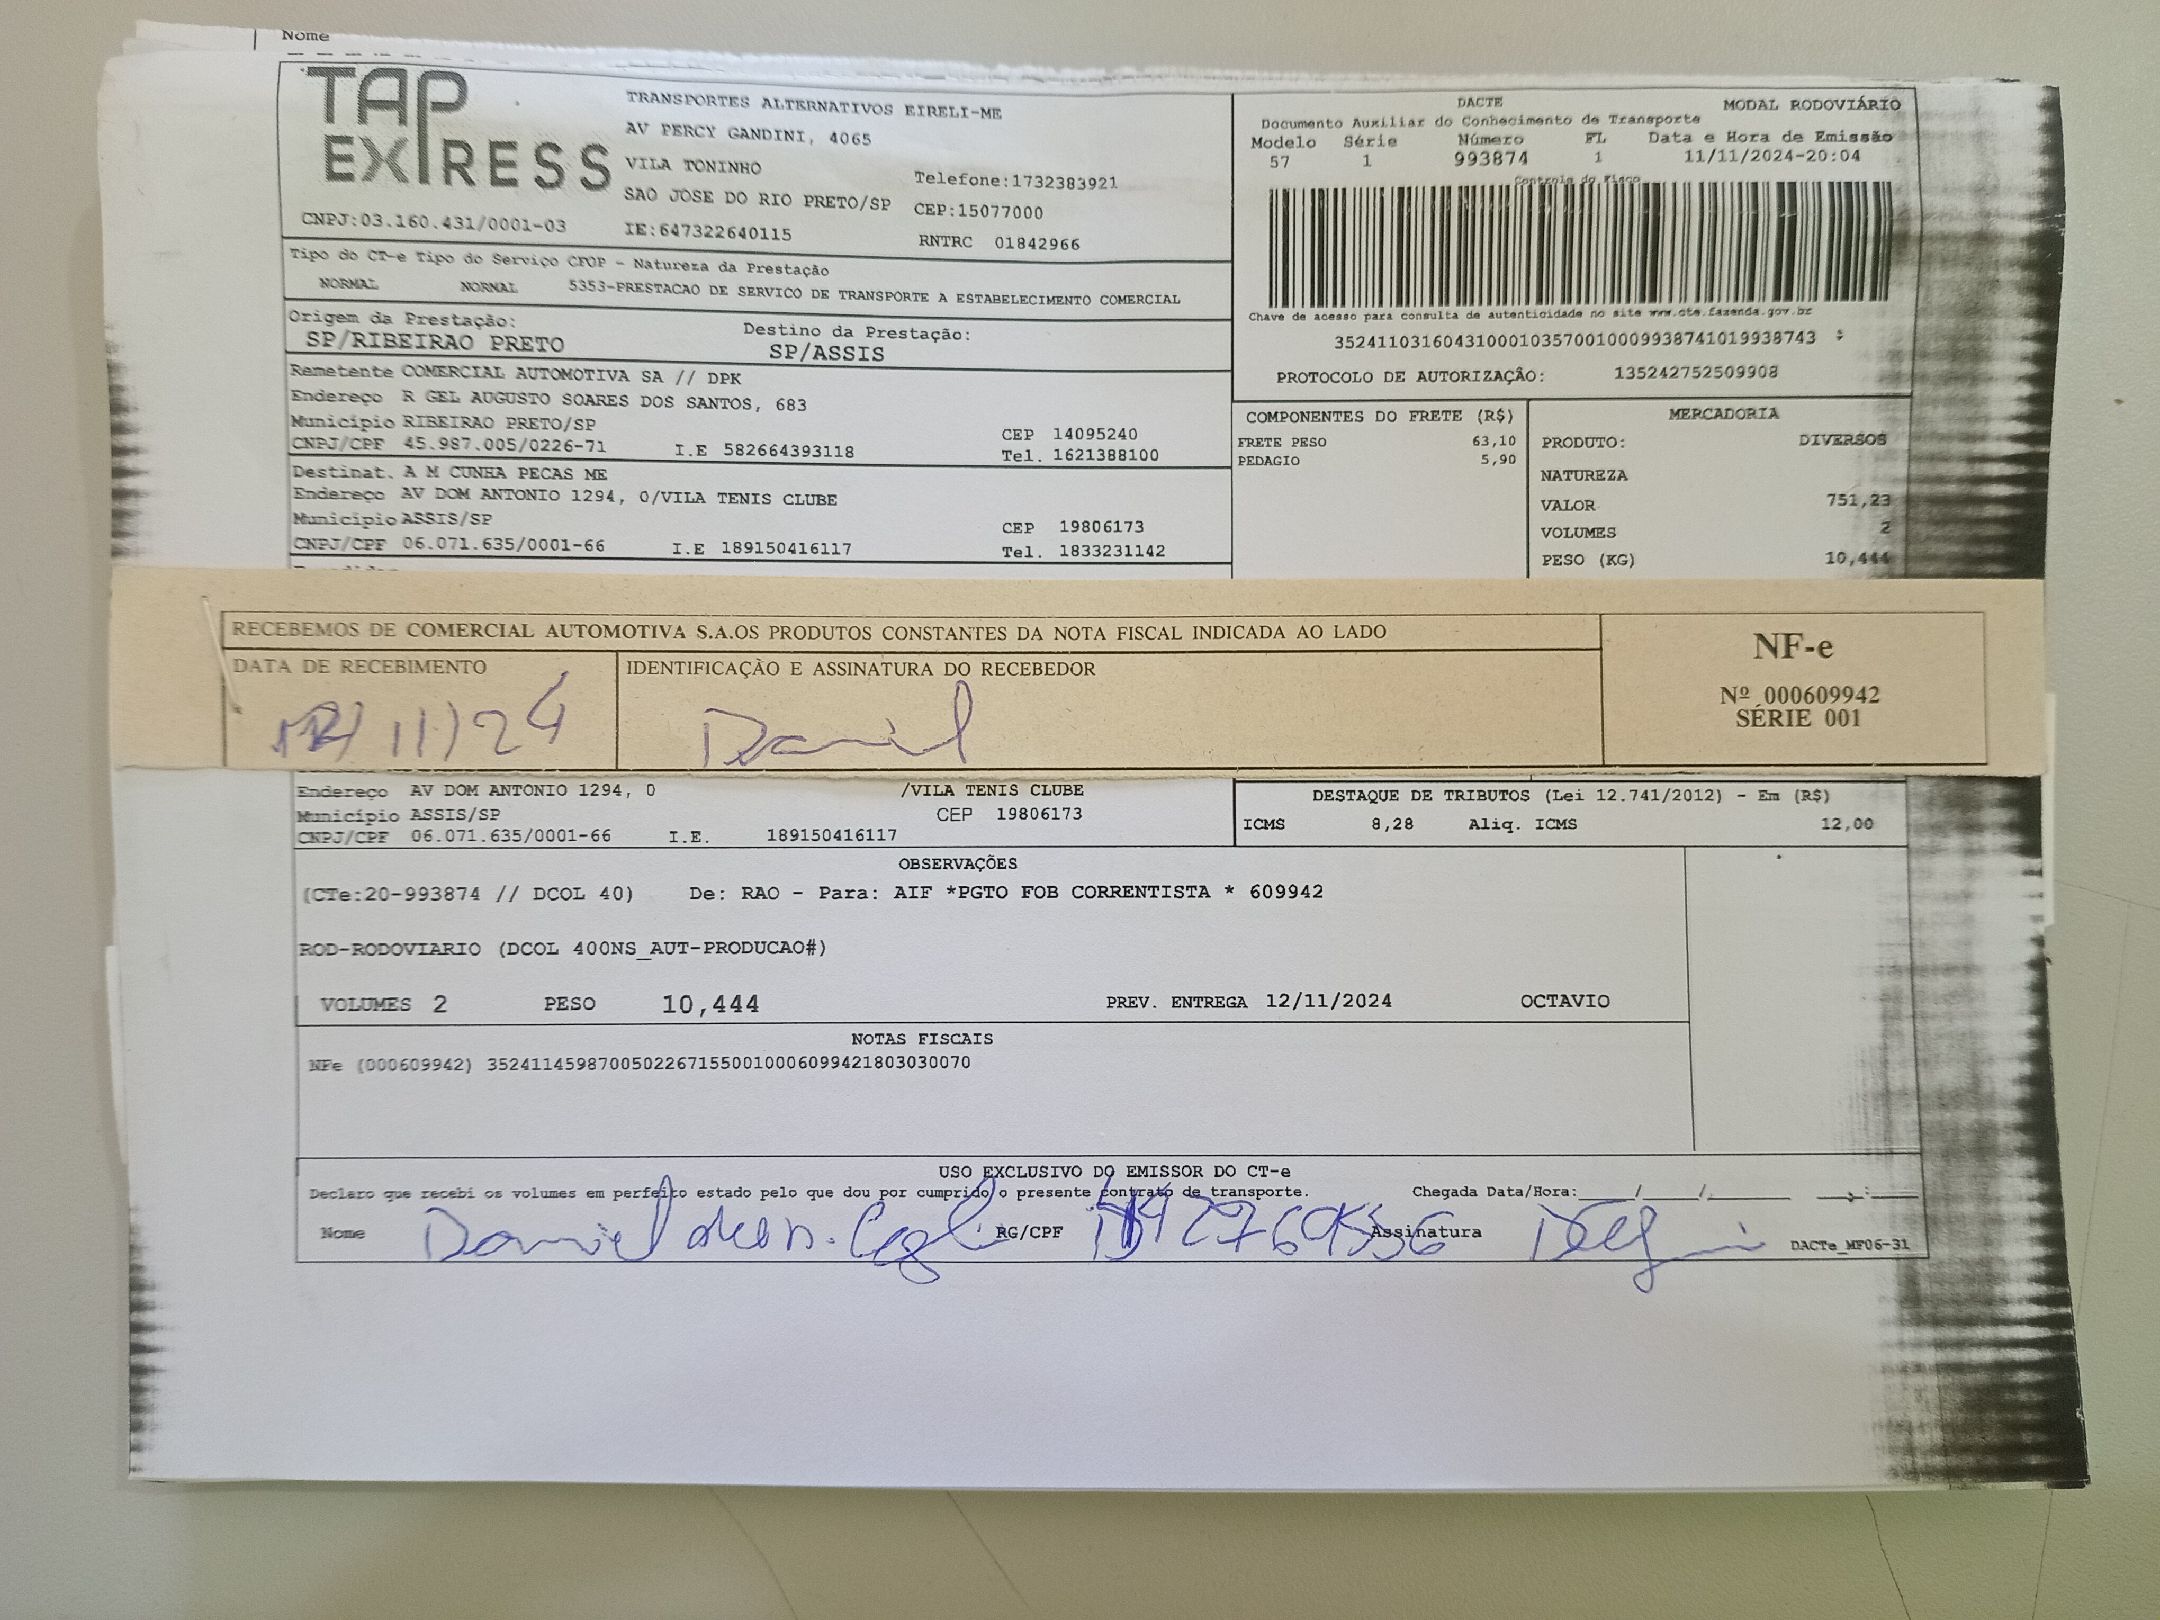 Nome
TAP EXPRESS
TRANSPORTES ALTERNATIVOS EIRELI-ME
AV PERCY GANDINI, 4065
VILA TONINHO
Telefone:1732383921
SAO JOSE DO RIO PRETO/SP CEP:15077000
CNPJ:03.160.431/0001-03 IE:647322640115 RNTRC 01842966
DACTE MODAL RODOVIÁRIO
Documento Auxiliar do Conhecimento de Transporte
Modelo Série Número FL Data e Hora de Emissão
57 1 993874 1 11/11/2024-20:04
Controle do Fisco
Chave de acesso para consulta de autenticidade no site www.cte.fazenda.gov.br
35241103160431000103570010009938741019938743
PROTOCOLO DE AUTORIZAÇÃO: 135242752509908
Tipo do CT-e Tipo do Serviço CFOP - Natureza da Prestação
NORMAL NORMAL 5353-PRESTACAO DE SERVICO DE TRANSPORTE A ESTABELECIMENTO COMERCIAL
Origem da Prestação: Destino da Prestação:
SP/RIBEIRAO PRETO SP/ASSIS
Remetente COMERCIAL AUTOMOTIVA SA // DPK
Endereço R GEL AUGUSTO SOARES DOS SANTOS, 683
Município RIBEIRAO PRETO/SP CEP 14095240
CNPJ/CPF 45.987.005/0226-71 I.E 582664393118 Tel. 1621388100
Destinat. A M CUNHA PECAS ME
Endereço AV DOM ANTONIO 1294, 0/VILA TENIS CLUBE
Município ASSIS/SP CEP 19806173
CNPJ/CPF 06.071.635/0001-66 I.E 189150416117 Tel. 1833231142
COMPONENTES DO FRETE (R$)
FRETE PESO 63,10
PEDAGIO 5,90
MERCADORIA
PRODUTO: DIVERSOS
NATUREZA
VALOR 751,23
VOLUMES 2
PESO (KG) 10,444
RECEBEMOS DE COMERCIAL AUTOMOTIVA S.A.OS PRODUTOS CONSTANTES DA NOTA FISCAL INDICADA AO LADO
DATA DE RECEBIMENTO IDENTIFICAÇÃO E ASSINATURA DO RECEBEDOR
/11/24 Daniel
NF-e
Nº 000609942
SÉRIE 001
Endereço AV DOM ANTONIO 1294, 0 /VILA TENIS CLUBE
Município ASSIS/SP CEP 19806173
CNPJ/CPF 06.071.635/0001-66 I.E. 189150416117
DESTAQUE DE TRIBUTOS (Lei 12.741/2012) - Em (R$)
ICMS 8,28 Aliq. ICMS 12,00
OBSERVAÇÕES
(CTe:20-993874 // DCOL 40) De: RAO - Para: AIF *PGTO FOB CORRENTISTA * 609942
ROD-RODOVIARIO (DCOL 400NS_AUT-PRODUCAO#)
VOLUMES 2 PESO 10,444 PREV. ENTREGA 12/11/2024 OCTAVIO
NOTAS FISCAIS
NFe (000609942) 35241145987005022671550010006099421803030070
USO EXCLUSIVO DO EMISSOR DO CT-e
Declaro que recebi os volumes em perfeito estado pelo que dou por cumprido o presente contrato de transporte. Chegada Data/Hora:____/____/________ ___:____
Nome Daniel RG/CPF Assinatura DACTe_MF06-31